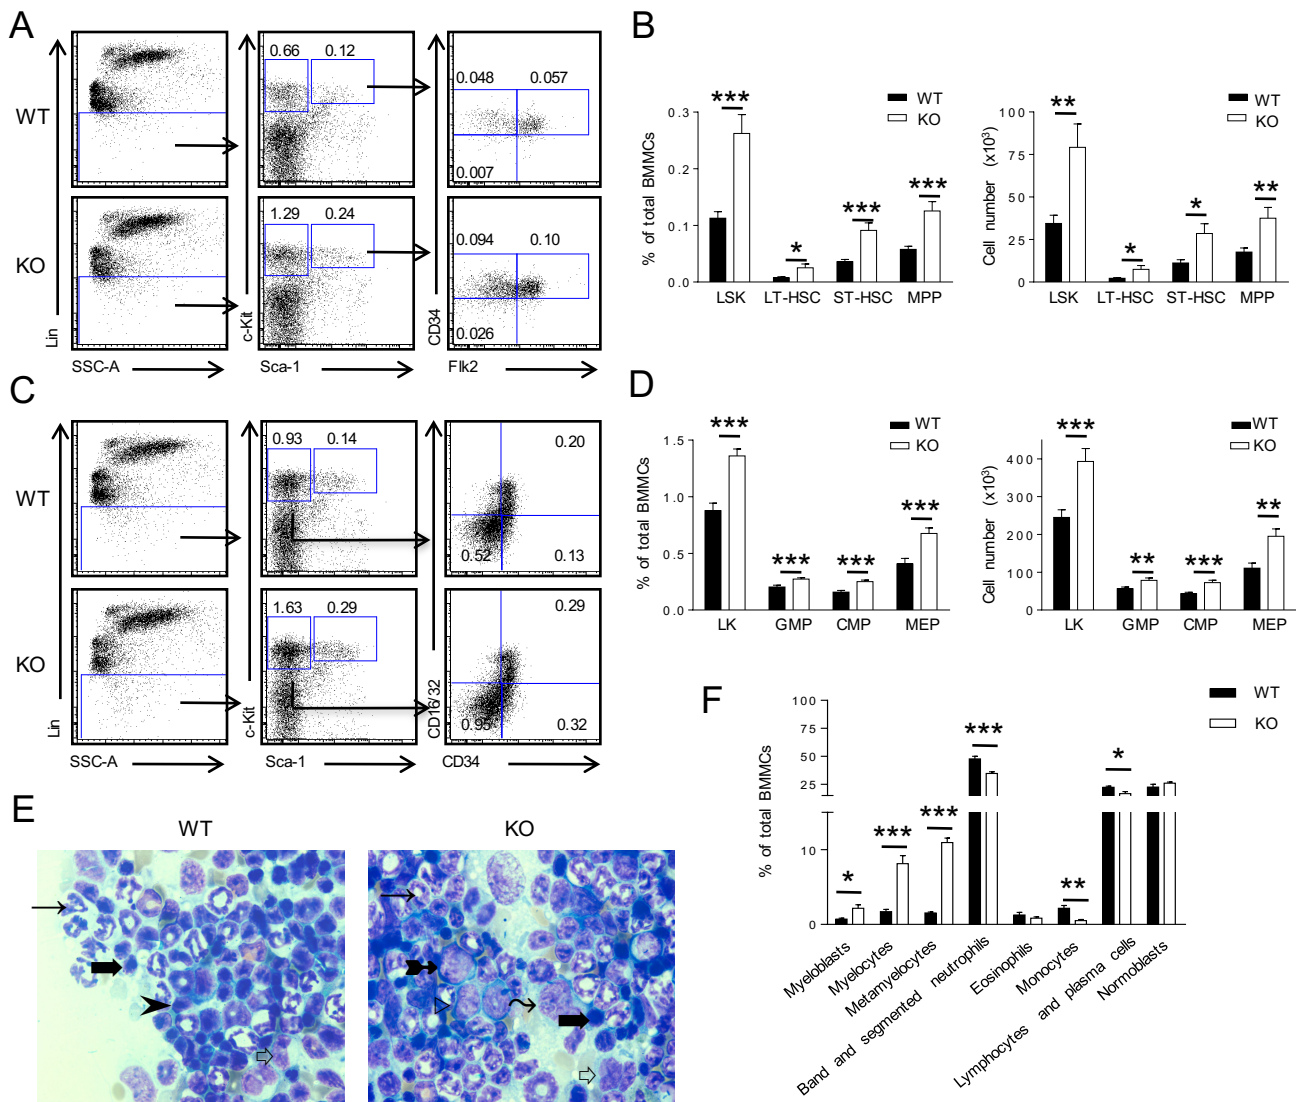 A
WT
KO
Lin
SSC-A
0.66
0.12
1.29
0.24
c-Kit
Sca-1
0.048
0.057
0.007
0.094
0.10
0.026
CD34
Flk2
B
WT
KO
% of total BMMCs
0.3
0.2
0.1
0.0
***
*
***
***
LSK
LT-HSC
ST-HSC
MPP
WT
KO
Cell number (x10³)
100
75
50
25
0
**
*
*
**
LSK
LT-HSC
ST-HSC
MPP
C
WT
KO
Lin
SSC-A
0.93
0.14
1.63
0.29
c-Kit
Sca-1
0.20
0.52
0.13
0.29
0.95
0.32
CD16/32
CD34
D
WT
KO
% of total BMMCs
1.5
1.0
0.5
0.0
***
***
***
***
LK
GMP
CMP
MEP
WT
KO
Cell number (x10³)
400
300
200
100
0
***
**
***
**
LK
GMP
CMP
MEP
E
WT
KO
F
WT
KO
% of total BMMCs
100
75
50
25
10
0
*
***
***
***
**
*
Myeloblasts
Myelocytes
Metamyelocytes
Band and segmented neutrophils
Eosinophils
Monocytes
Lymphocytes and plasma cells
Normoblasts